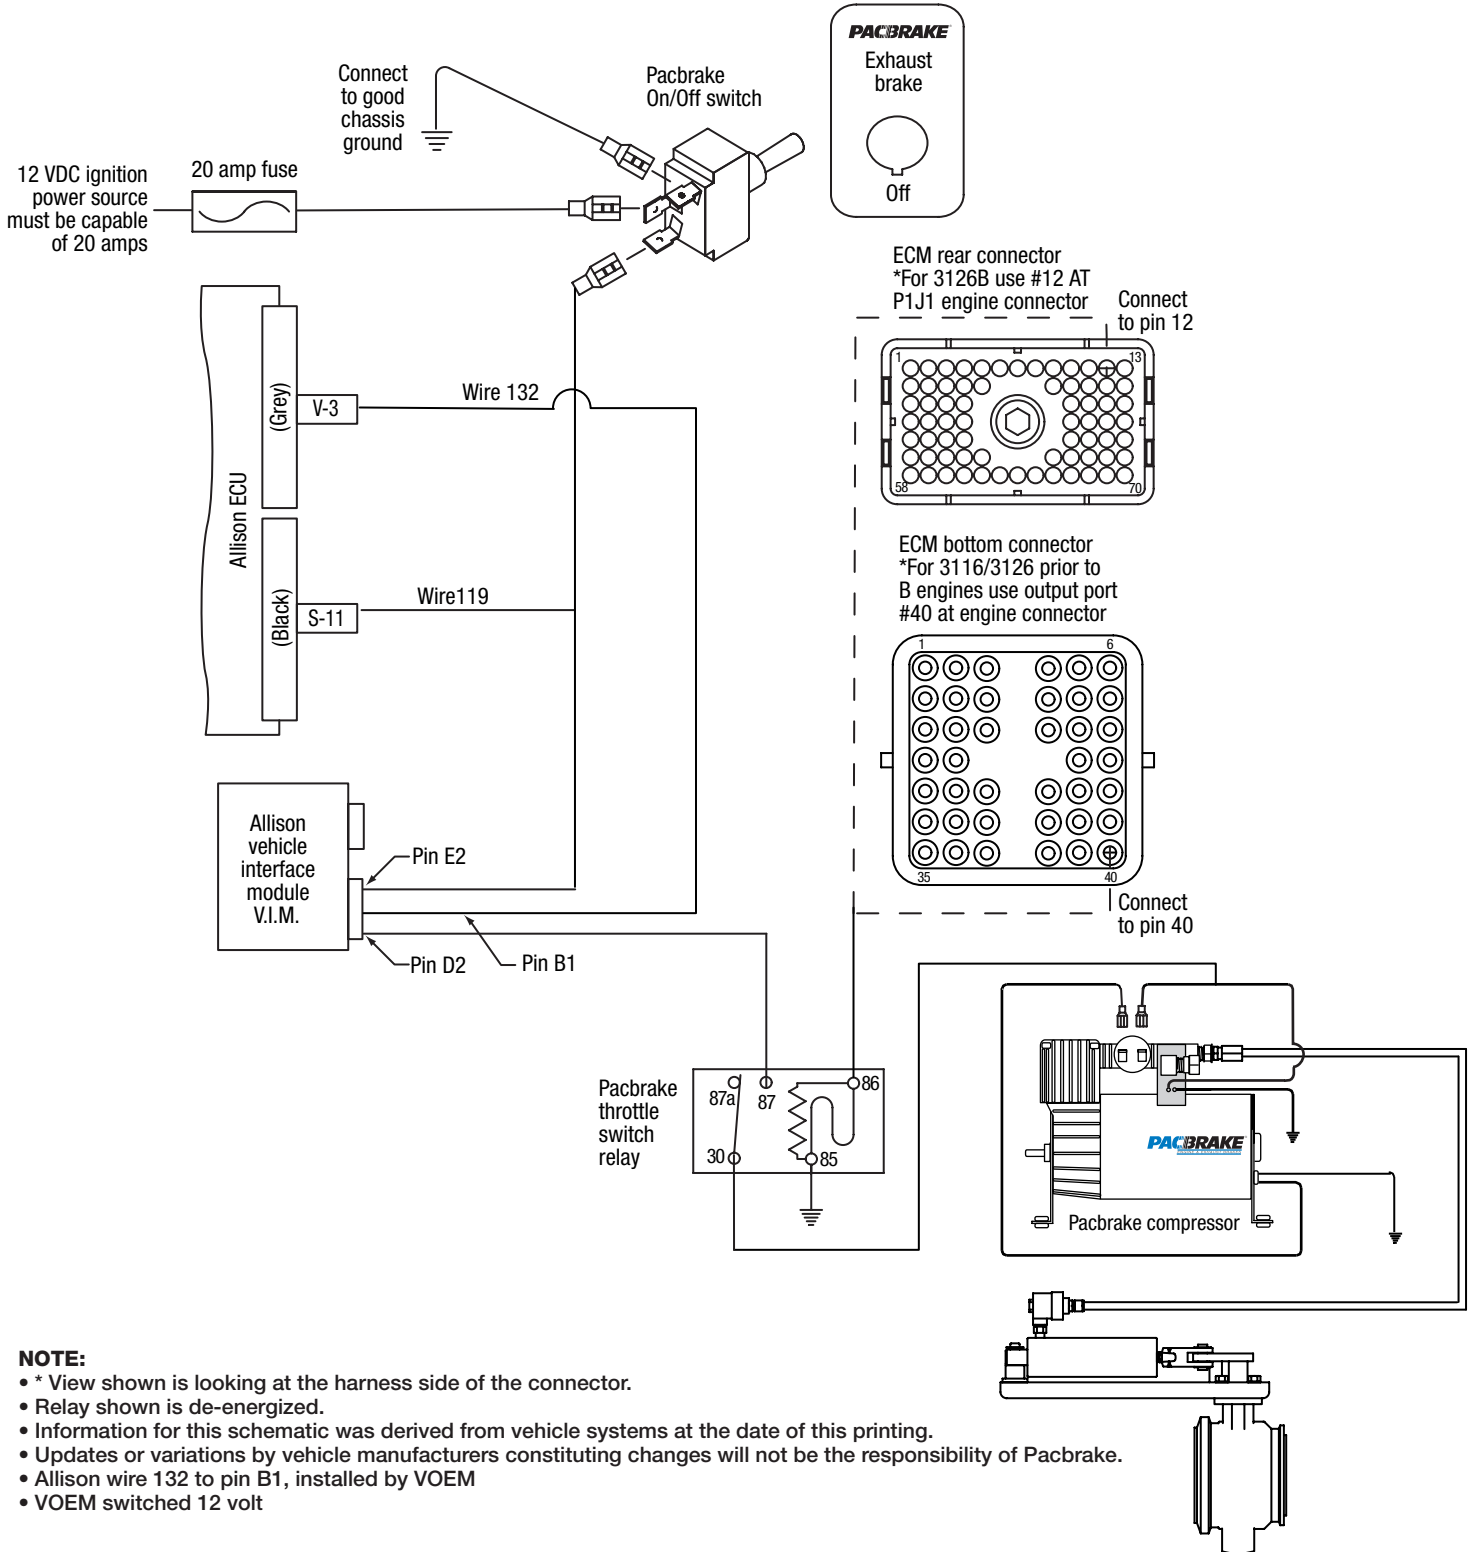 PACBRAKE
Exhaust
brake
Off
Connect
to good
chassis
ground
Pacbrake
On/Off switch
12 VDC ignition
power source
must be capable
of 20 amps
20 amp fuse
ECM rear connector
*For 3126B use #12 AT
P1J1 engine connector
Connect
to pin 12
1
13
58
70
(Grey)
V-3
Wire 132
Allison ECU
(Black)
S-11
Wire119
ECM bottom connector
*For 3116/3126 prior to
B engines use output port
#40 at engine connector
1
6
35
40
Connect
to pin 40
Allison
vehicle
interface
module
V.I.M.
Pin E2
Pin D2
Pin B1
Pacbrake
throttle
switch
relay
87a
87
86
30
85
PACBRAKE
Pacbrake compressor
NOTE:
• * View shown is looking at the harness side of the connector.
• Relay shown is de-energized.
• Information for this schematic was derived from vehicle systems at the date of this printing.
• Updates or variations by vehicle manufacturers constituting changes will not be the responsibility of Pacbrake.
• Allison wire 132 to pin B1, installed by VOEM
• VOEM switched 12 volt